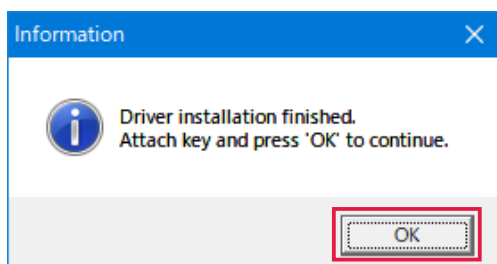 Information
Driver installation finished.
Attach key and press 'OK' to continue.
OK